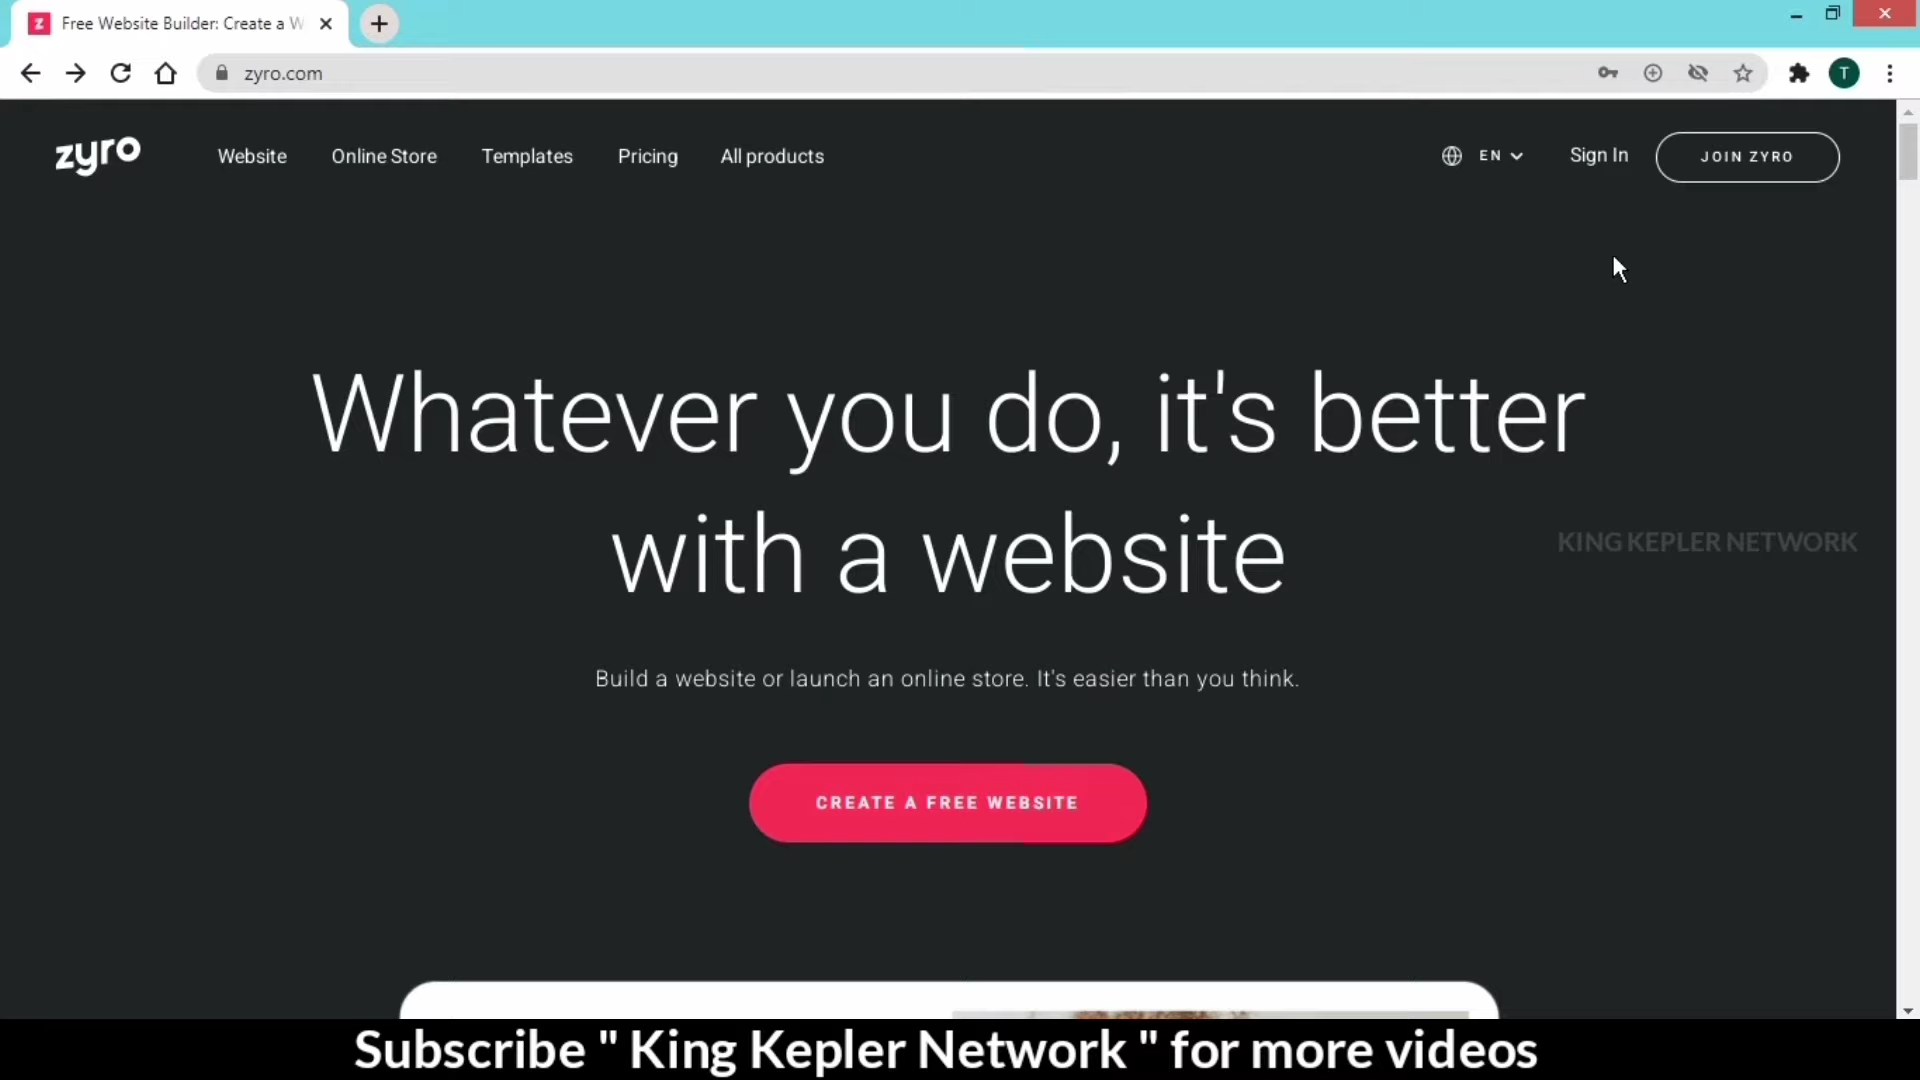 Free Website Builder: Create a W
zyro.com
T
zyro
Website
Online Store
Templates
Pricing
All products
EN
Sign In
JOIN ZYRO
Whatever you do, it's better
with a website
KING KEPLER NETWORK
Build a website or launch an online store. It's easier than you think.
CREATE A FREE WEBSITE
Subscribe " King Kepler Network " for more videos